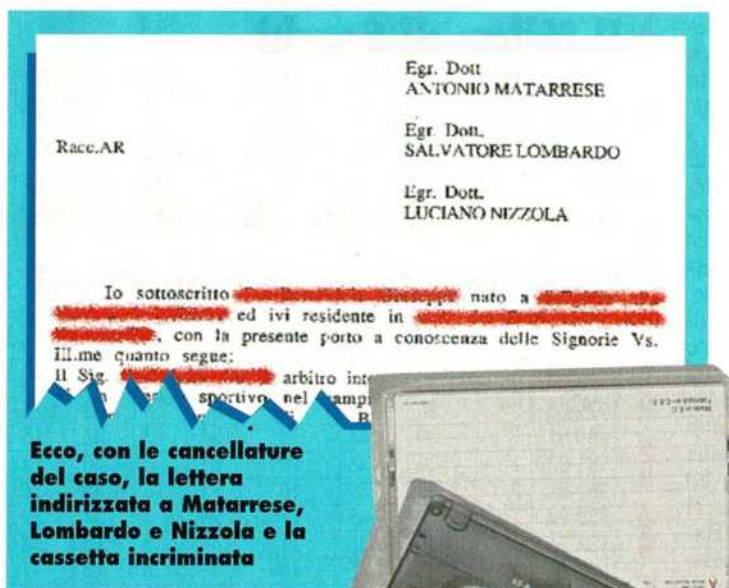 Egr. Dott
ANTONIO MATARRESE
Egr. Dott.
SALVATORE LOMBARDO
Racc.AR
Egr. Dott.
LUCIANO NIZZOLA
Io sottoscritto nato a
ed ivi residente in
, con la presente porto a conoscenza delle Signorie Vs.
Ill.me quanto segue:
Il Sig. arbitro
sportivo nel
Ecco, con le cancellature
del caso, la lettera
indirizzata a Matarrese,
Lombardo e Nizzola e la
cassetta incriminata